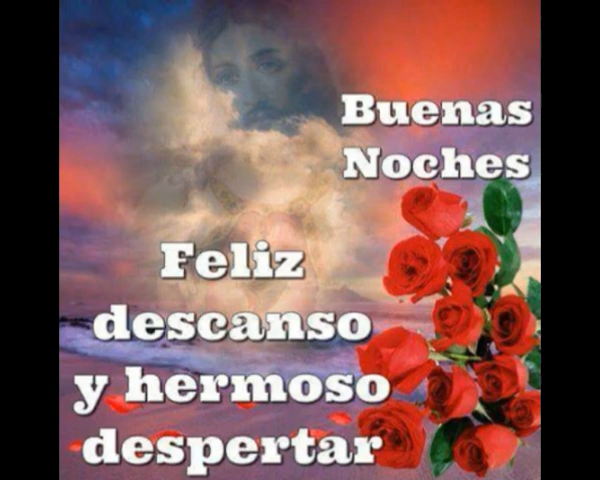 Buenas
Noches
Feliz
descanso
y hermoso
despertar